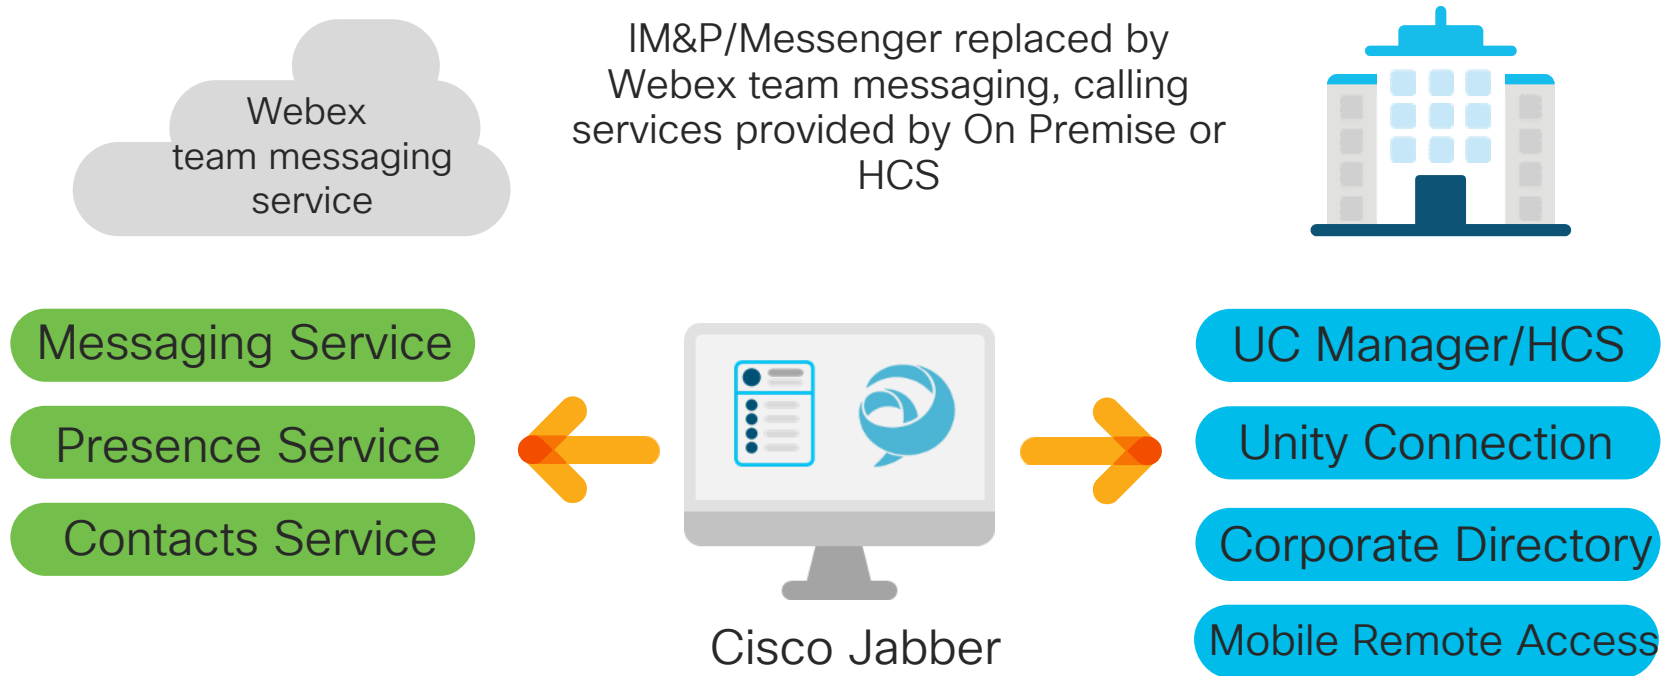 Webex
team messaging
service
IM&P/Messenger replaced by
Webex team messaging, calling
services provided by On Premise or
HCS
Messaging Service
Presence Service
Contacts Service
Cisco Jabber
UC Manager/HCS
Unity Connection
Corporate Directory
Mobile Remote Access